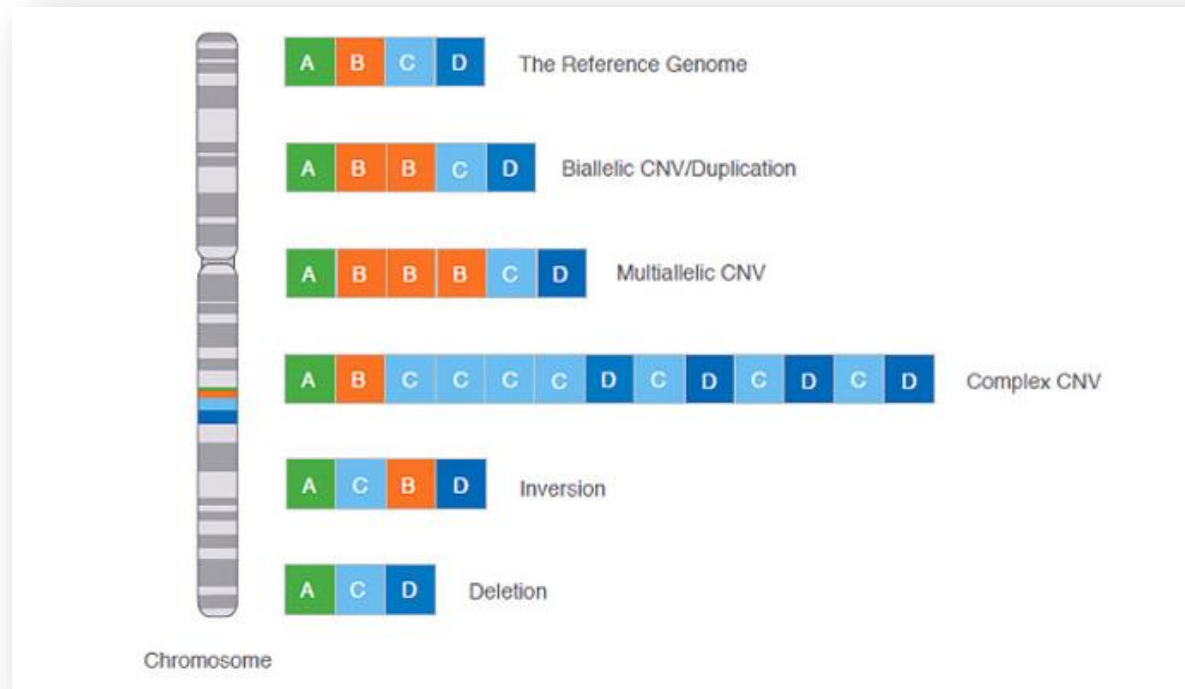 A B C D The Reference Genome
A B B C D Biallelic CNV/Duplication
A B B B C D Multiallelic CNV
A B C C C C D C D C D C D Complex CNV
A C B D Inversion
A C D Deletion
Chromosome